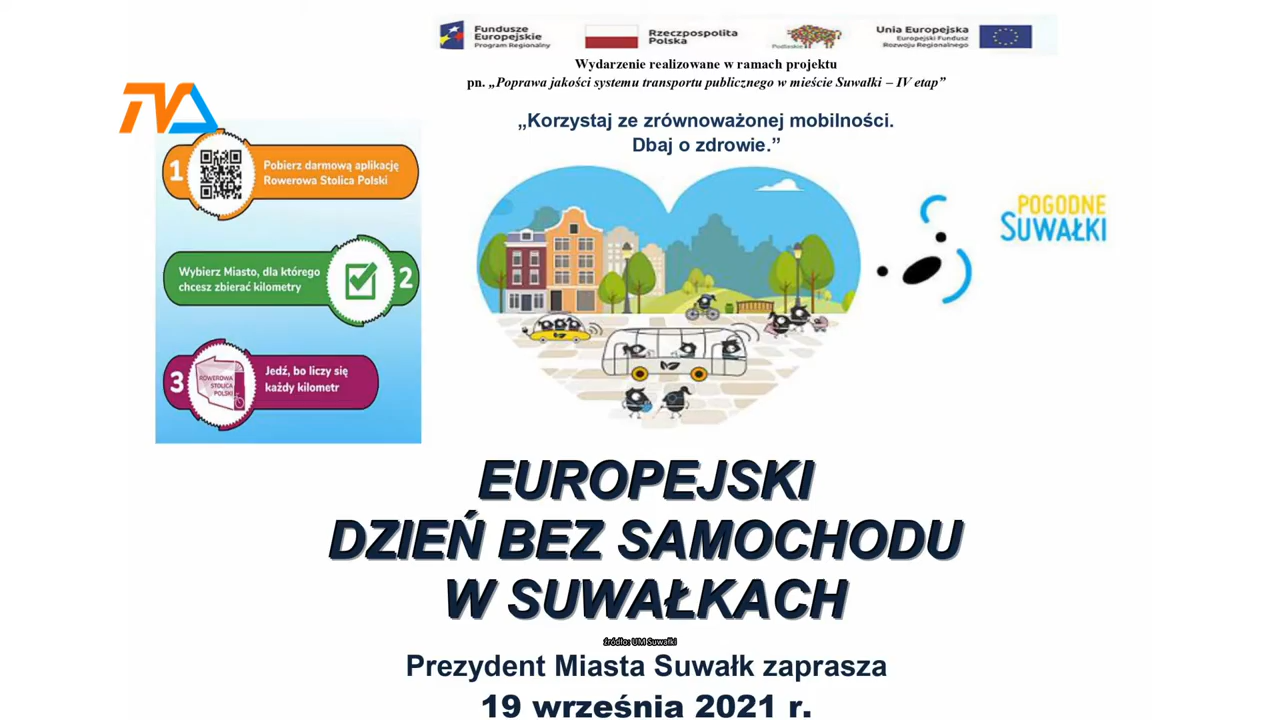 Fundusze
Europejskie
Program Regionalny
Rzeczpospolita
Polska
Podlaskie
Unia Europejska
Europejski Fundusz
Rozwoju Regionalnego
Wydarzenie realizowane w ramach projektu
pn. „Poprawa jakości systemu transportu publicznego w mieście Suwałki – IV etap”
TVA
„Korzystaj ze zrównoważonej mobilności.
Dbaj o zdrowie.”
1
Pobierz darmową aplikację
Rowerowa Stolica Polski
Wybierz Miasto, dla którego
chcesz zbierać kilometry
2
3
ROWEROWA
STOLICA
POLSKI
Jedź, bo liczy się
każdy kilometr
POGODNE
SUWAŁKI
EUROPEJSKI
DZIEŃ BEZ SAMOCHODU
W SUWAŁKACH
źródło: UM Suwałki
Prezydent Miasta Suwałk zaprasza
19 września 2021 r.